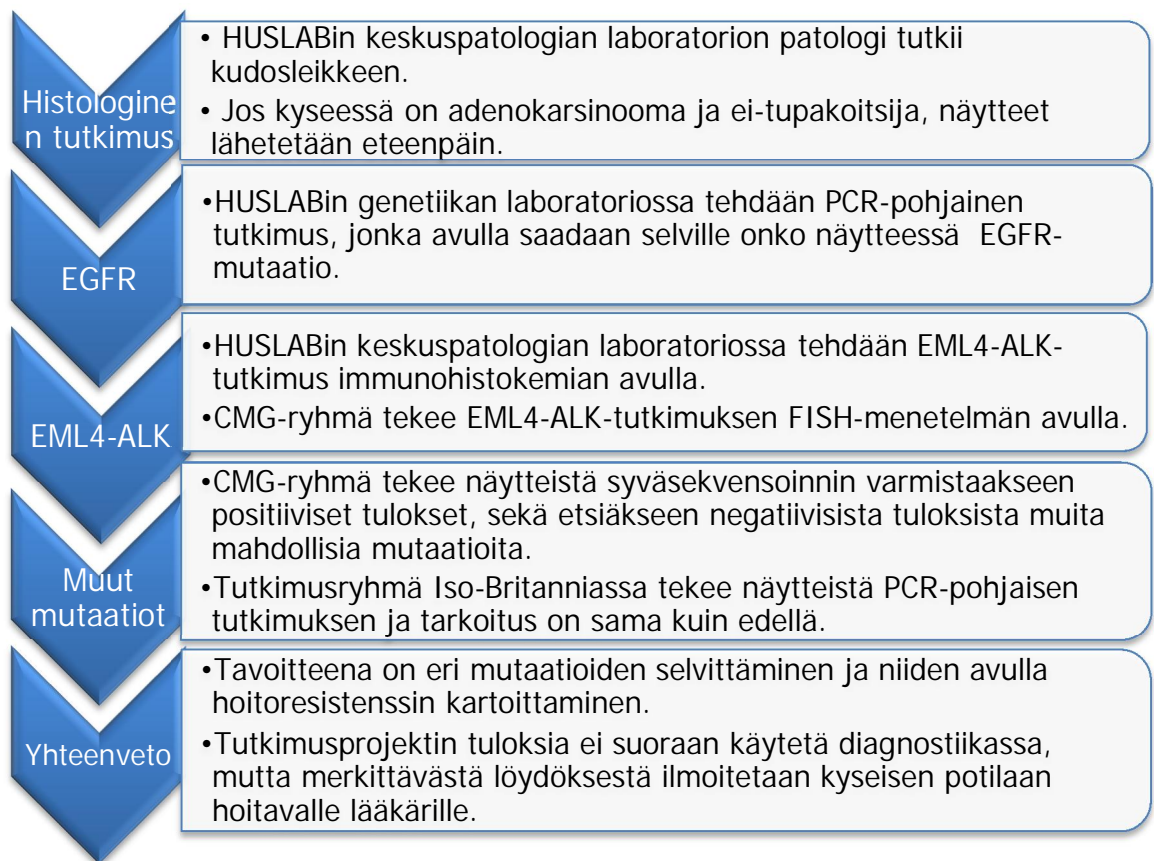 Histologine
n tutkimus
• HUSLABin keskuspatologian laboratorion patologi tutkii
kudosleikkeen.
• Jos kyseessä on adenokarsinooma ja ei-tupakoitsija, näytteet
lähetetään eteenpäin.
EGFR
•HUSLABin genetiikan laboratoriossa tehdään PCR-pohjainen
tutkimus, jonka avulla saadaan selville onko näytteessä EGFR-
mutaatio.
EML4-ALK
•HUSLABin keskuspatologian laboratoriossa tehdään EML4-ALK-
tutkimus immunohistokemian avulla.
•CMG-ryhmä tekee EML4-ALK-tutkimuksen FISH-menetelmän avulla.
Muut
mutaatiot
•CMG-ryhmä tekee näytteistä syväsekvensoinnin varmistaakseen
positiiviset tulokset, sekä etsiäkseen negatiivisista tuloksista muita
mahdollisia mutaatioita.
•Tutkimusryhmä Iso-Britanniassa tekee näytteistä PCR-pohjaisen
tutkimuksen ja tarkoitus on sama kuin edellä.
Yhteenveto
•Tavoitteena on eri mutaatioiden selvittäminen ja niiden avulla
hoitoresistenssin kartoittaminen.
•Tutkimusprojektin tuloksia ei suoraan käytetä diagnostiikassa,
mutta merkittävästä löydöksestä ilmoitetaan kyseisen potilaan
hoitavalle lääkärille.